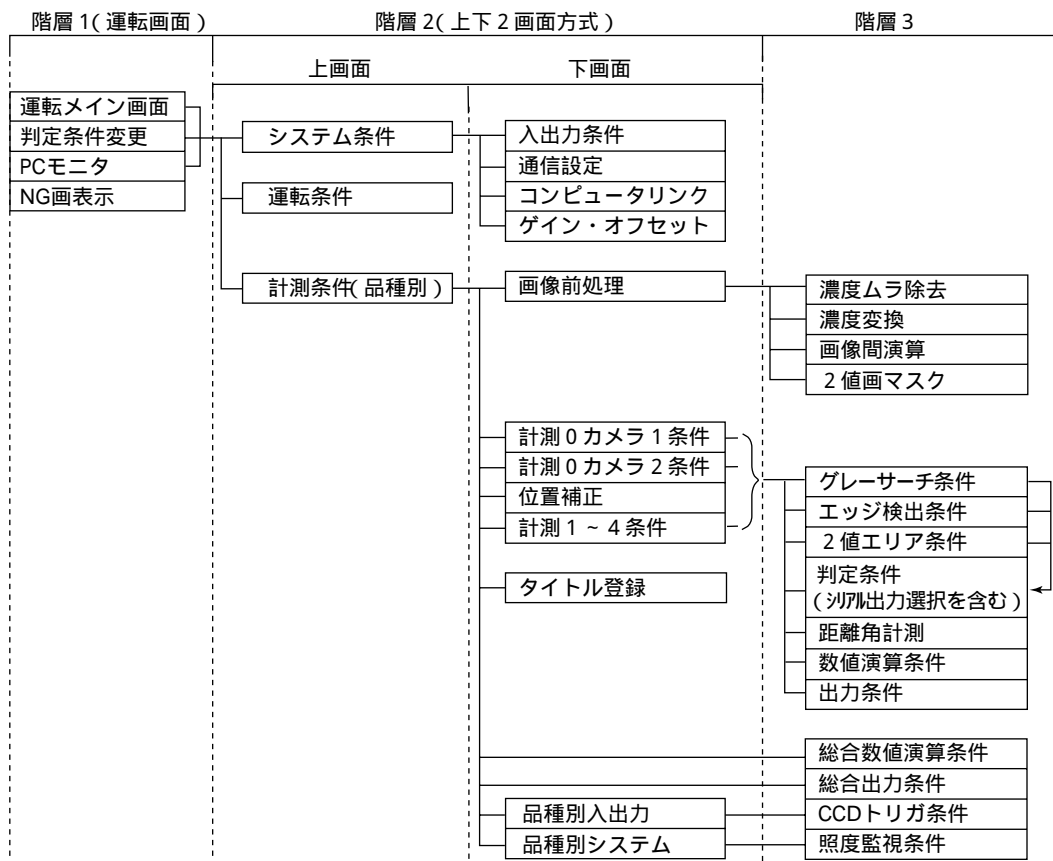 階層1(運転画面)
階層2(上下2画面方式)
階層3
上画面
下画面
運転メイン画面
判定条件変更
PCモニタ
NG画表示
システム条件
運転条件
計測条件(品種別)
入出力条件
通信設定
コンピュータリンク
ゲイン・オフセット
画像前処理
濃度ムラ除去
濃度変換
画像間演算
2値画マスク
計測0カメラ1条件
計測0カメラ2条件
位置補正
計測1~4条件
タイトル登録
グレーサーチ条件
エッジ検出条件
2値エリア条件
判定条件
(シリアル出力選択を含む)
距離角計測
数値演算条件
出力条件
総合数値演算条件
総合出力条件
品種別入出力
CCDトリガ条件
品種別システム
照度監視条件